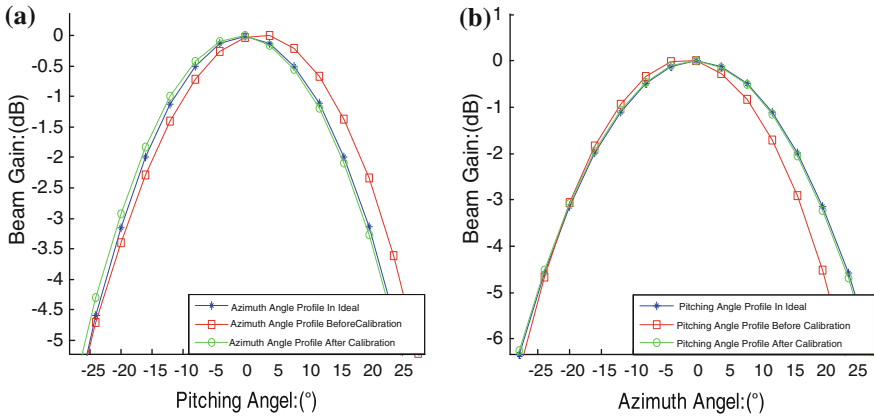 (a)
0
-0.5
-1
-1.5
-2
-2.5
-3
-3.5
-4
-4.5
-5
Beam Gain:(dB)
Azimuth Angle Profile In Ideal
Azimuth Angle Profile BeforeCalibration
Azimuth Angle Profile After Calibration
-25 -20 -15 -10 -5 0 5 10 15 20 25
Pitching Angel:(°)
(b)
1
0
-1
-2
-3
-4
-5
-6
Beam Gain:(dB)
Pitching Angle Profile In Ideal
Pitching Angle Profile Before Calibration
Pitching Angle Profile After Calibration
-25 -20 -15 -10 -5 0 5 10 15 20 25
Azimuth Angel:(°)